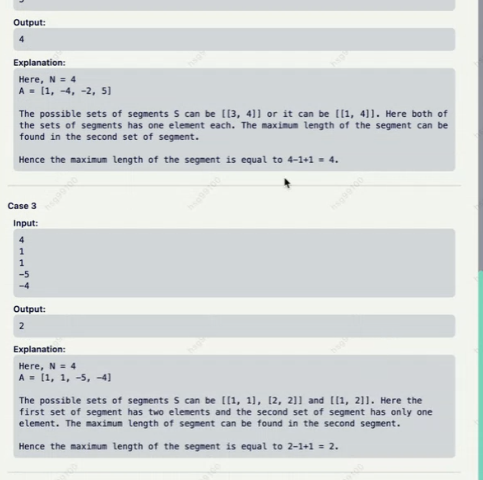 Output:
4
Explanation:
Here, N = 4
A = [1, -4, -2, 5]
The possible sets of segments S can be [[3, 4]] or it can be [[1, 4]]. Here both of
the sets of segments has one element each. The maximum length of the segment can be
found in the second set of segment.
Hence the maximum length of the segment is equal to 4-1+1 = 4.
Case 3
Input:
4
1
1
-5
-4
Output:
2
Explanation:
Here, N = 4
A = [1, 1, -5, -4]
The possible sets of segments S can be [[1, 1], [2, 2]] and [[1, 2]]. Here the
first set of segment has two elements and the second set of segment has only one
element. The maximum length of segment can be found in the second segment.
Hence the maximum length of the segment is equal to 2-1+1 = 2.